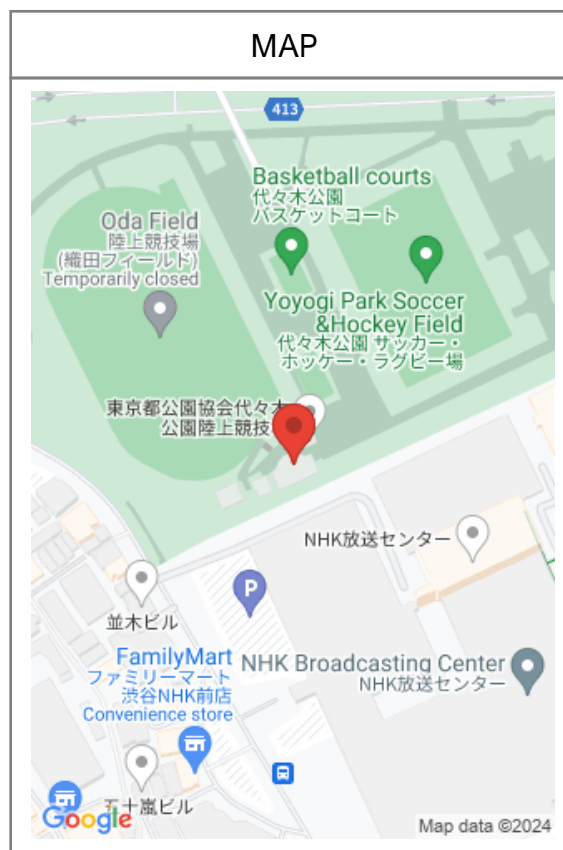 MAP
413
Basketball courts
代々木公園
バスケットコート
Oda Field
陸上競技場
(織田フィールド)
Temporarily closed
Yoyogi Park Soccer
&Hockey Field
代々木公園 サッカー・
ホッケー・ラグビー場
東京都公園協会代々木
公園陸上競技
NHK放送センター
P
並木ビル
FamilyMart
ファミリーマート
渋谷NHK前店
Convenience store
NHK Broadcasting Center
NHK放送センター
五十嵐ビル
Google
Map data ©2024